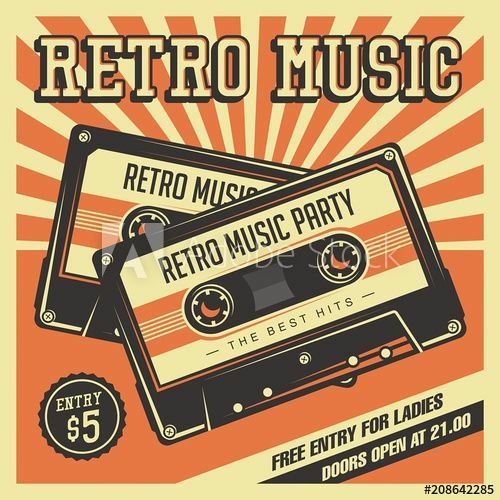 RETRO MUSIC
RETRO MUSIC
RETRO MUSIC PARTY
— THE BEST HITS —
ENTRY
$5
FREE ENTRY FOR LADIES
DOORS OPEN AT 21.00
Adobe Stock
#208642285